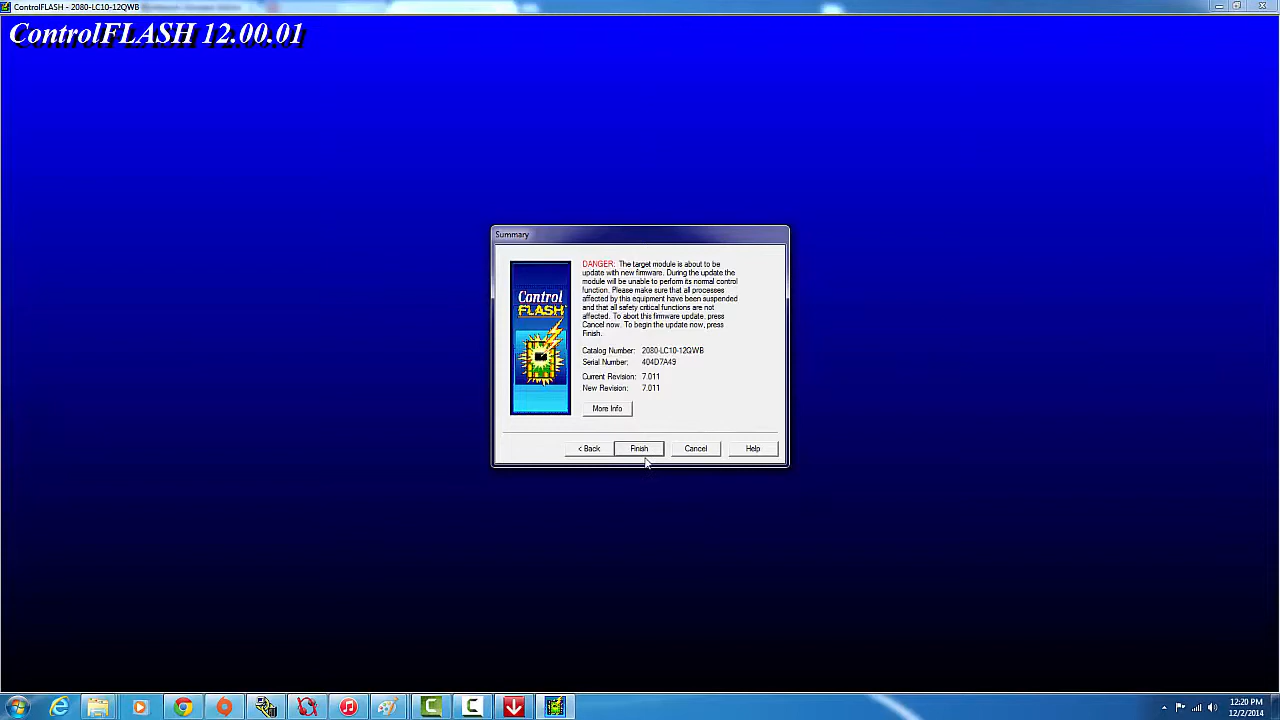 ControlFLASH - 2080-LC10-12QWB
ControlFLASH 12.00.01
Summary
Control
FLASH
DANGER: The target module is about to be
update with new firmware. During the update the
module will be unable to perform its normal control
function. Please make sure that all processes
affected by this equipment have been suspended
and that all safety critical functions are not
affected. To abort this firmware update, press
Cancel now. To begin the update now, press
Finish.
Catalog Number: 2080-LC10-12QWB
Serial Number: 404D7A49
Current Revision: 7.011
New Revision: 7.011
More Info
< Back
Finish
Cancel
Help
12:20 PM
12/2/2014